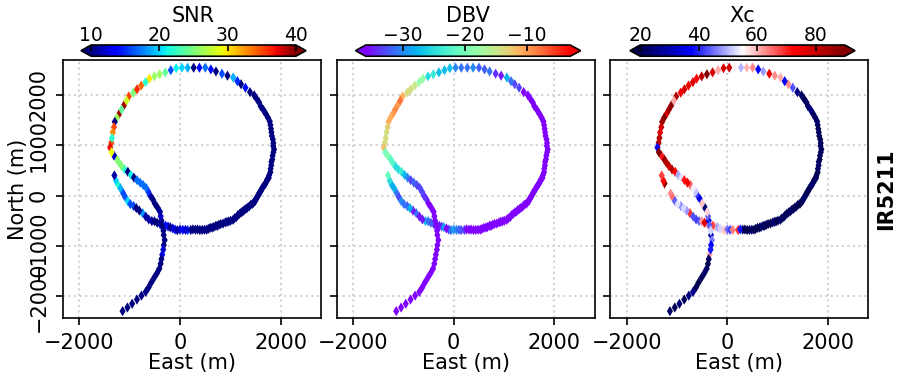 SNR DBV Xc
10 20 30 40 −30 −20 −10 20 40 60 80
North (m)
2000
1000
0
−1000
−2000
IR5211
−2000 0 2000 −2000 0 2000 −2000 0 2000
East (m) East (m) East (m)